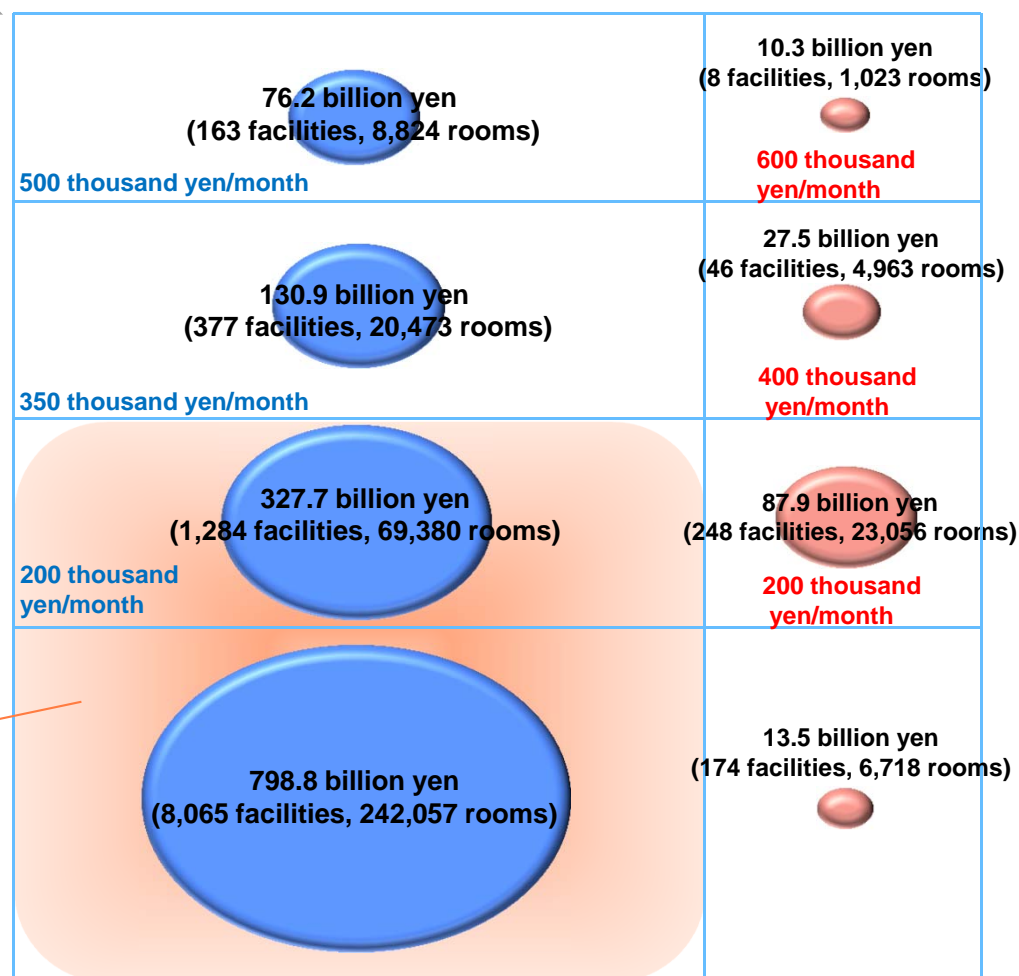 76.2 billion yen
(163 facilities, 8,824 rooms)
500 thousand yen/month
10.3 billion yen
(8 facilities, 1,023 rooms)
600 thousand
yen/month
130.9 billion yen
(377 facilities, 20,473 rooms)
350 thousand yen/month
27.5 billion yen
(46 facilities, 4,963 rooms)
400 thousand
yen/month
327.7 billion yen
(1,284 facilities, 69,380 rooms)
200 thousand
yen/month
87.9 billion yen
(248 facilities, 23,056 rooms)
200 thousand
yen/month
798.8 billion yen
(8,065 facilities, 242,057 rooms)
13.5 billion yen
(174 facilities, 6,718 rooms)